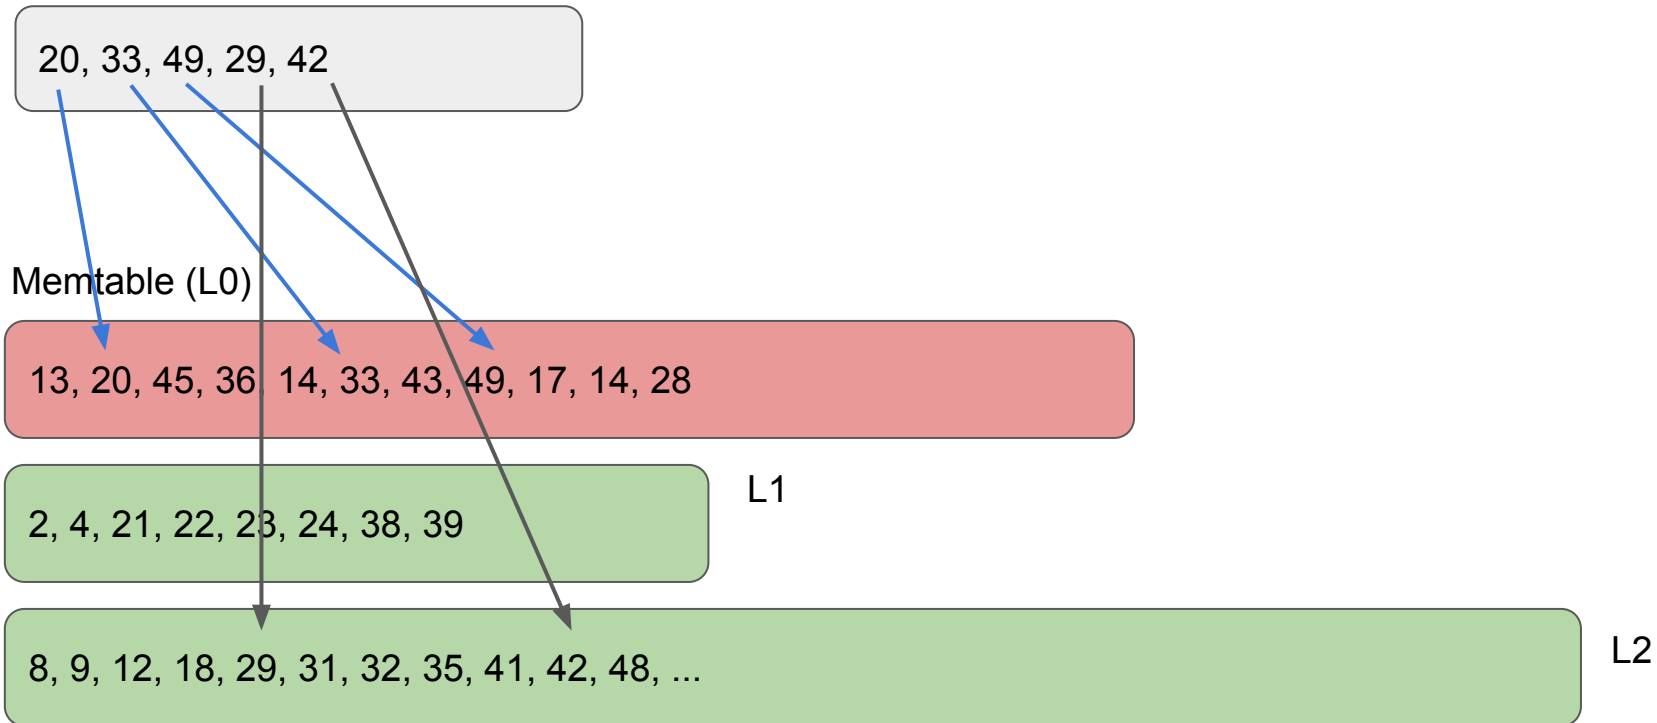 20, 33, 49, 29, 42
Memtable (L0)
13, 20, 45, 36, 14, 33, 43, 49, 17, 14, 28
L1
2, 4, 21, 22, 23, 24, 38, 39
L2
8, 9, 12, 18, 29, 31, 32, 35, 41, 42, 48, ...